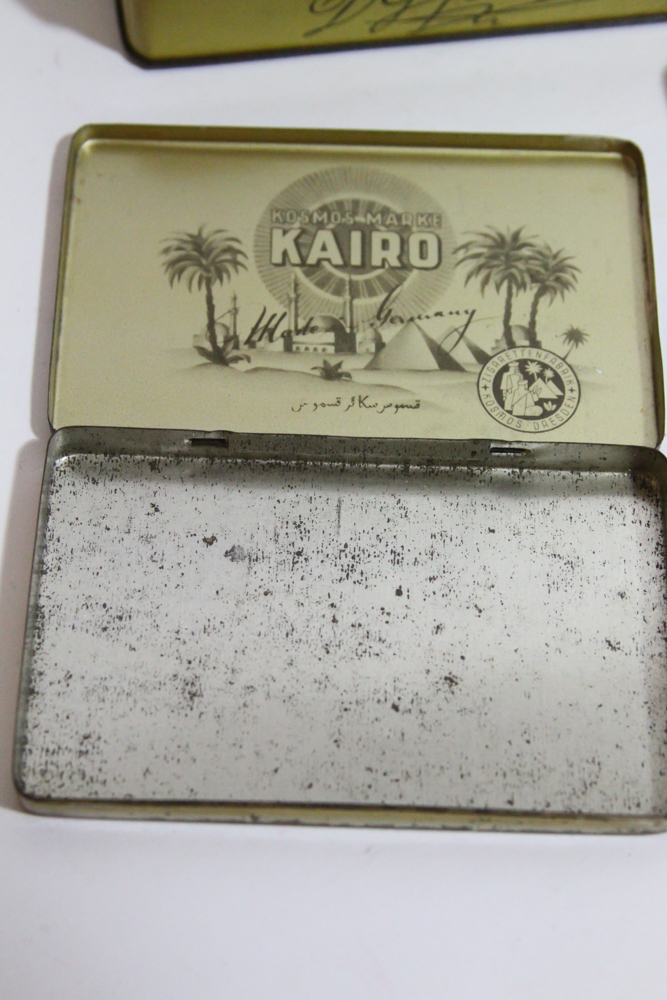 KOSMOS-MARKE
KAIRO
Made in Germany
ZIGARETTENFABRIK
KOSMOS · DRESDEN